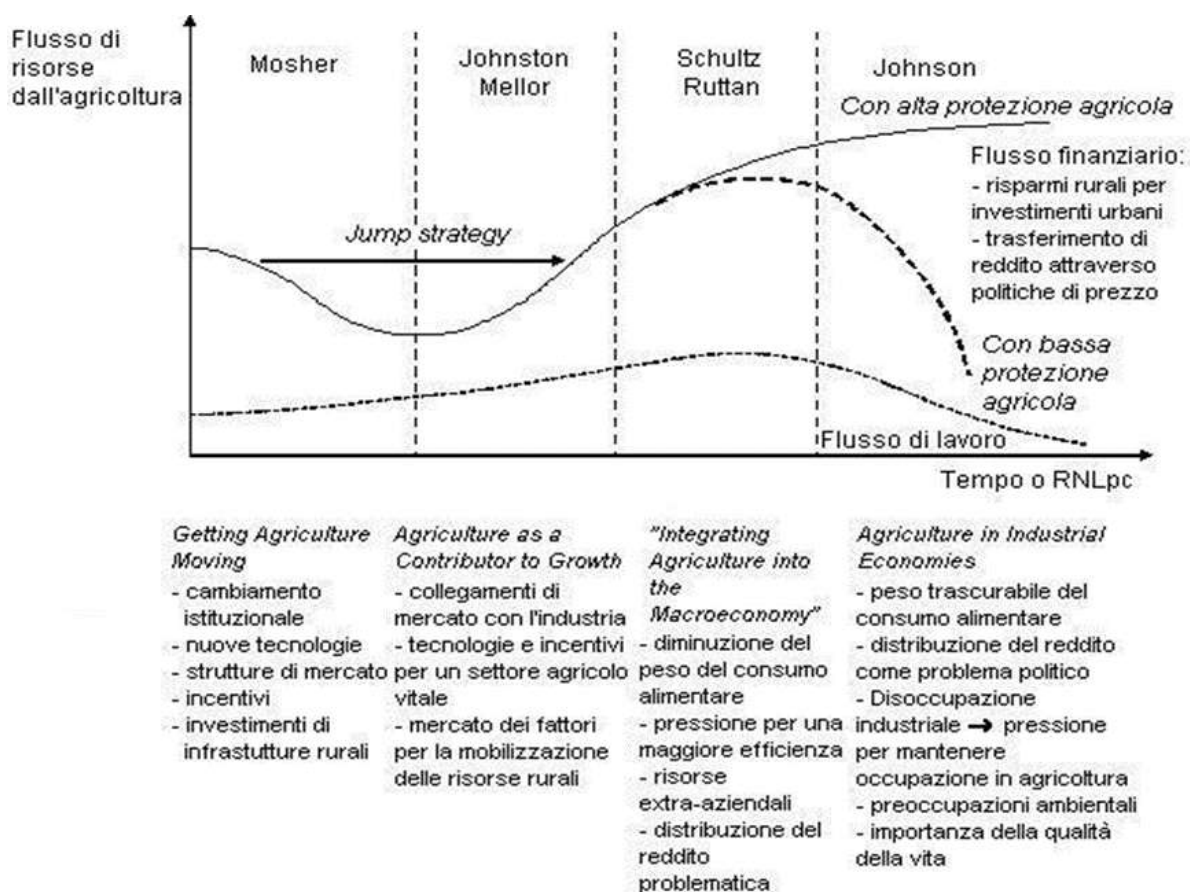 Flusso di
risorse
dall'agricoltura
Mosher
Johnston
Mellor
Schultz
Ruttan
Johnson
Con alta protezione agricola
Flusso finanziario:
- risparmi rurali per
investimenti urbani
- trasferimento di
reddito attraverso
politiche di prezzo
Jump strategy
Con bassa
protezione
agricola
Flusso di lavoro
Tempo o RNLpc
Getting Agriculture
Moving
- cambiamento
istituzionale
- nuove tecnologie
- strutture di mercato
- incentivi
- investimenti di
infrastutture rurali
Agriculture as a
Contributor to Growth
- collegamenti di
mercato con l'industria
- tecnologie e incentivi
per un settore agricolo
vitale
- mercato dei fattori
per la mobilizzazione
delle risorse rurali
"Integrating
Agriculture into
the
Macroeconomy"
- diminuzione del
peso del consumo
alimentare
- pressione per una
maggiore efficienza
- risorse
extra-aziendali
- distribuzione del
reddito
problematica
Agriculture in Industrial
Economies
- peso trascurabile del
consumo alimentare
- distribuzione del reddito
come problema politico
- Disoccupazione
industriale → pressione
per mantenere
occupazione in agricoltura
- preoccupazioni ambientali
- importanza della qualità
della vita